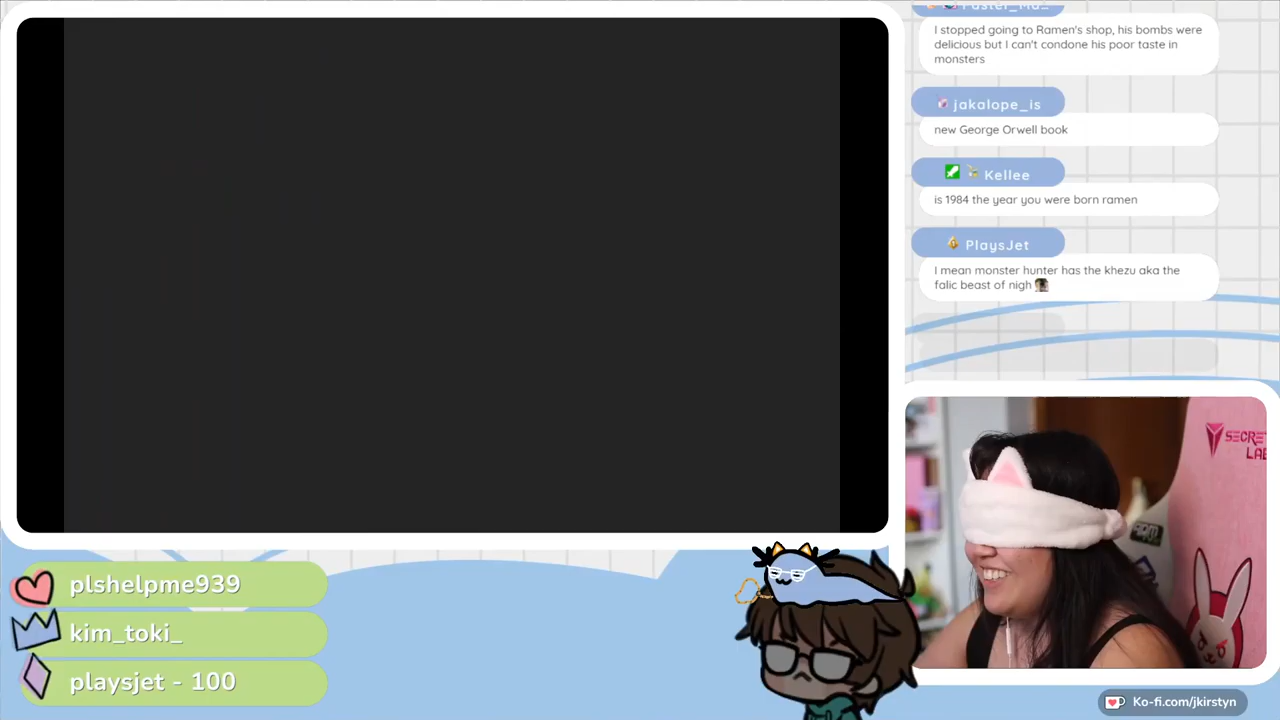 I stopped going to Ramen's shop, his bombs were
delicious but I can't condone his poor taste in
monsters
jakalope_is
new George Orwell book
Kellee
is 1984 the year you were born ramen
PlaysJet
I mean monster hunter has the khezu aka the
falic beast of nigh
plshelpme939
kim_toki_
playsjet - 100
SECRET
LAB
Ko-fi.com/jkirstyn